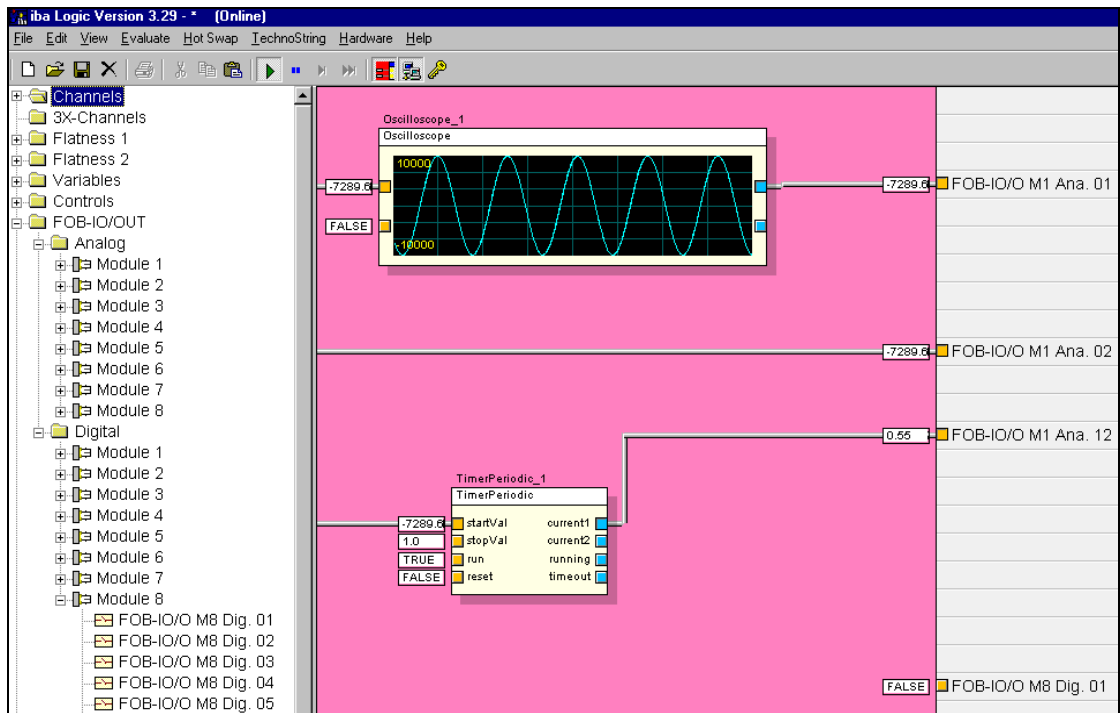 iba Logic Version 3.29 - *   (Online)
File Edit View Evaluate Hot Swap TechnoString Hardware Help
Channels
3X-Channels
Flatness 1
Flatness 2
Variables
Controls
FOB-IO/OUT
Analog
Module 1
Module 2
Module 3
Module 4
Module 5
Module 6
Module 7
Module 8
Digital
Module 1
Module 2
Module 3
Module 4
Module 5
Module 6
Module 7
Module 8
FOB-IO/O M8 Dig. 01
FOB-IO/O M8 Dig. 02
FOB-IO/O M8 Dig. 03
FOB-IO/O M8 Dig. 04
FOB-IO/O M8 Dig. 05
Oscilloscope_1
Oscilloscope
10000
-7289.6
FALSE
-10000
-7289.6 FOB-IO/O M1 Ana. 01
-7289.6 FOB-IO/O M1 Ana. 02
0.55 FOB-IO/O M1 Ana. 12
TimerPeriodic_1
TimerPeriodic
-7289.6 startVal current1
1.0 stopVal current2
TRUE run running
FALSE reset timeout
FALSE FOB-IO/O M8 Dig. 01